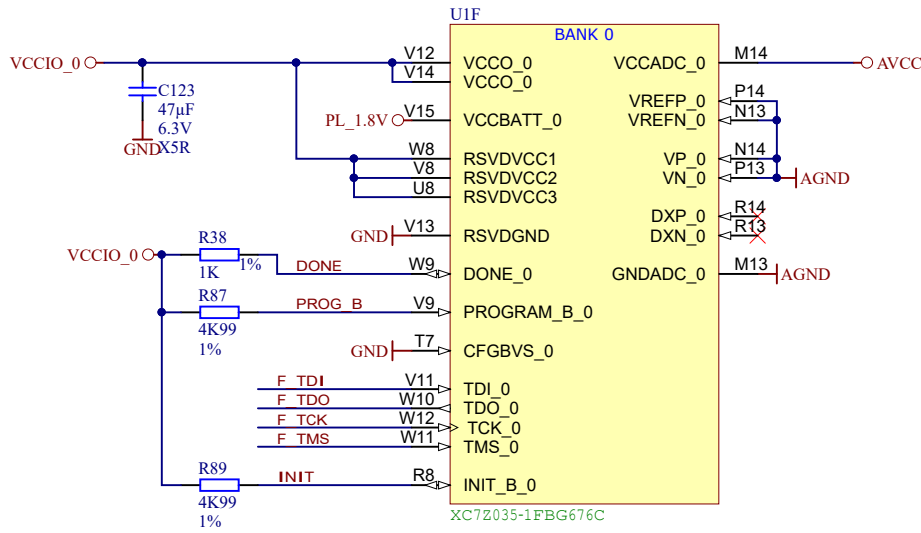 U1F
BANK 0
VCCIO_0
C123
47µF
6.3V
X5R
GND
V12
VCCO_0
V14
VCCO_0
PL_1.8V
V15
VCCBATT_0
W8
RSVDVCC1
V8
RSVDVCC2
U8
RSVDVCC3
GND
V13
RSVDGND
VCCIO_0
R38
1K
1%
DONE
W9
DONE_0
R87
4K99
1%
PROG_B
V9
PROGRAM_B_0
GND
T7
CFGBVS_0
F_TDI
V11
TDI_0
F_TDO
W10
TDO_0
F_TCK
W12
TCK_0
F_TMS
W11
TMS_0
R89
4K99
1%
INIT
R8
INIT_B_0
VCCADC_0
M14
AVCC
VREFP_0
P14
VREFN_0
N13
VP_0
N14
VN_0
P13
AGND
DXP_0
R14
DXN_0
R13
GNDADC_0
M13
AGND
XC7Z035-1FBG676C